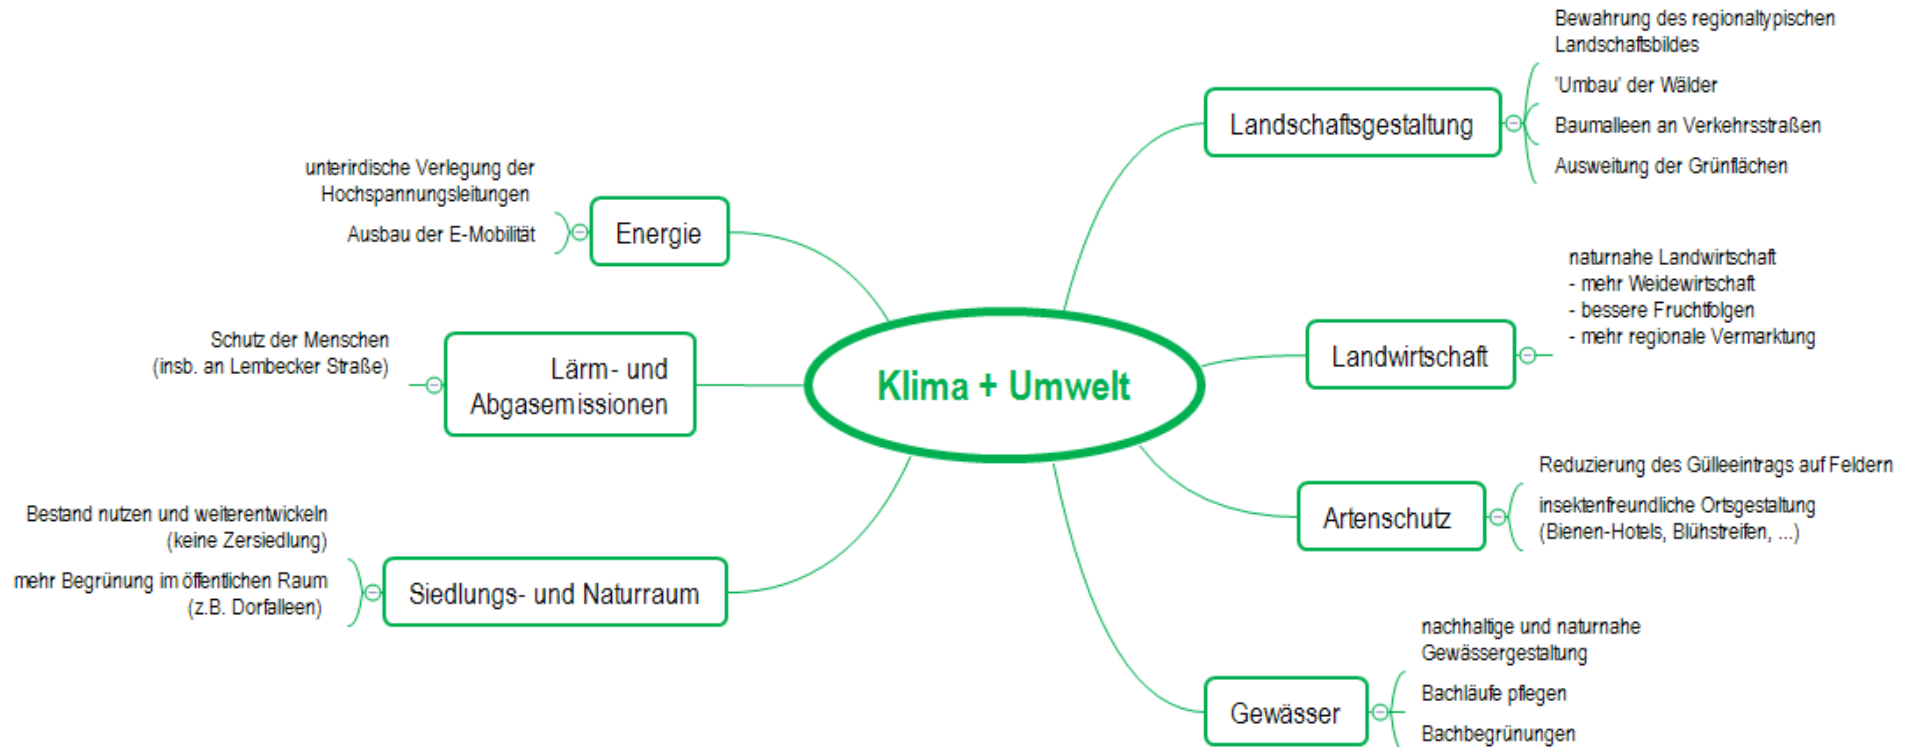 Klima + Umwelt
Landschaftsgestaltung
Bewahrung des regionaltypischen
Landschaftsbildes
'Umbau' der Wälder
Baumalleen an Verkehrsstraßen
Ausweitung der Grünflächen
Landwirtschaft
naturnahe Landwirtschaft
- mehr Weidewirtschaft
- bessere Fruchtfolgen
- mehr regionale Vermarktung
Artenschutz
Reduzierung des Gülleeintrags auf Feldern
insektenfreundliche Ortsgestaltung
(Bienen-Hotels, Blühstreifen, ...)
Gewässer
nachhaltige und naturnahe
Gewässergestaltung
Bachläufe pflegen
Bachbegrünungen
Energie
unterirdische Verlegung der
Hochspannungsleitungen
Ausbau der E-Mobilität
Lärm- und
Abgasemissionen
Schutz der Menschen
(insb. an Lembecker Straße)
Siedlungs- und Naturraum
Bestand nutzen und weiterentwickeln
(keine Zersiedlung)
mehr Begrünung im öffentlichen Raum
(z.B. Dorfalleen)